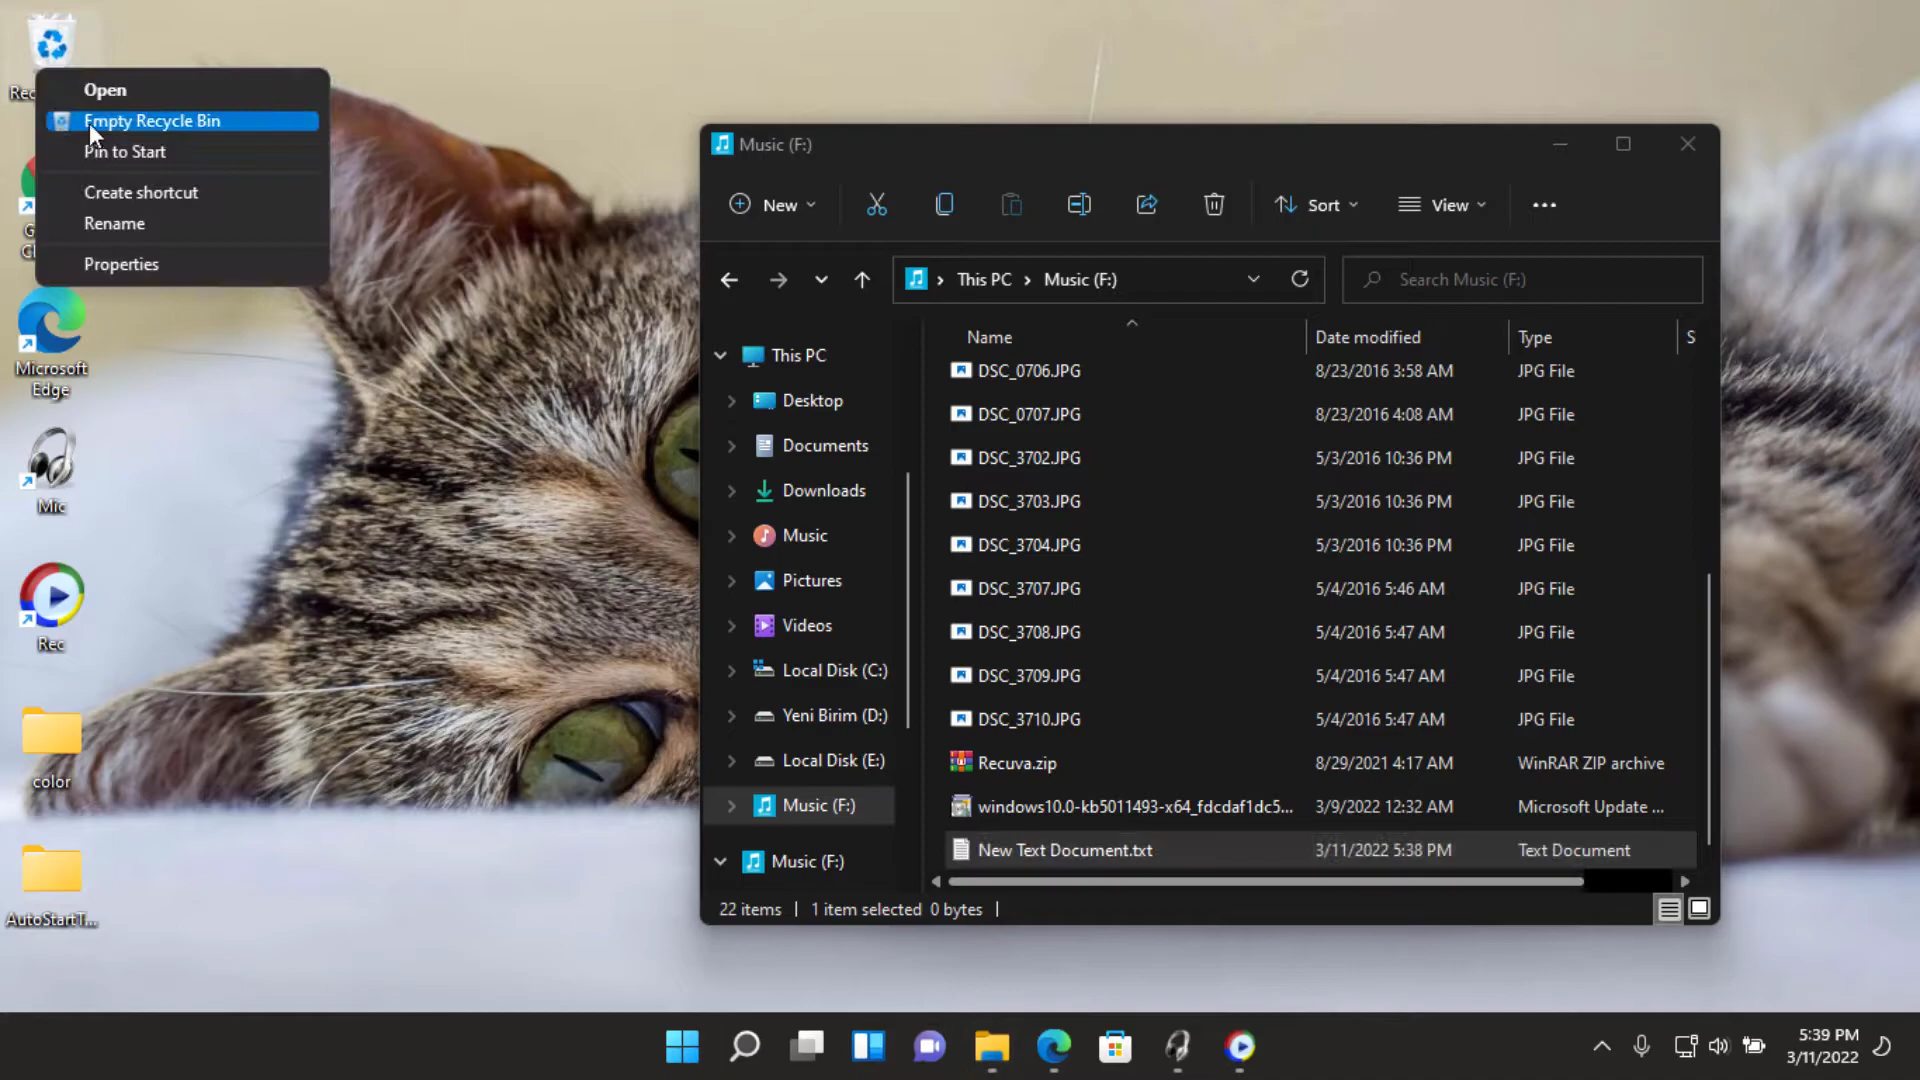 Open
Empty Recycle Bin
Pin to Start
Create shortcut
Rename
Properties
Microsoft
Edge
Mic
Rec
color
AutoStartT...
Music (F:)
New
Sort
View
This PC
Music (F:)
Search Music (F:)
Name
Date modified
Type
S
This PC
Desktop
Documents
Downloads
Music
Pictures
Videos
Local Disk (C:)
Yeni Birim (D:)
Local Disk (E:)
Music (F:)
Music (F:)
DSC_0706.JPG 8/23/2016 3:58 AM JPG File
DSC_0707.JPG 8/23/2016 4:08 AM JPG File
DSC_3702.JPG 5/3/2016 10:36 PM JPG File
DSC_3703.JPG 5/3/2016 10:36 PM JPG File
DSC_3704.JPG 5/3/2016 10:36 PM JPG File
DSC_3707.JPG 5/4/2016 5:46 AM JPG File
DSC_3708.JPG 5/4/2016 5:47 AM JPG File
DSC_3709.JPG 5/4/2016 5:47 AM JPG File
DSC_3710.JPG 5/4/2016 5:47 AM JPG File
Recuva.zip 8/29/2021 4:17 AM WinRAR ZIP archive
windows10.0-kb5011493-x64_fdcdaf1dc5... 3/9/2022 12:32 AM Microsoft Update ...
New Text Document.txt 3/11/2022 5:38 PM Text Document
22 items
1 item selected 0 bytes
5:39 PM
3/11/2022